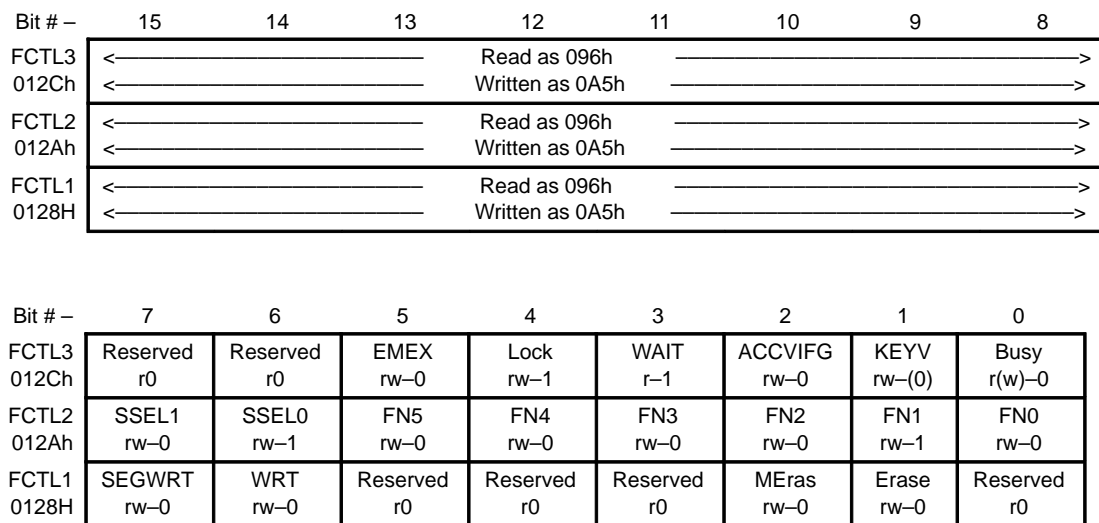 Bit # – 15 14 13 12 11 10 9 8
FCTL3 <––––––––––––––––––––– Read as 096h –––––––––––––––––––––––––––>
012Ch <––––––––––––––––––––– Written as 0A5h –––––––––––––––––––––––––––>
FCTL2 <––––––––––––––––––––– Read as 096h –––––––––––––––––––––––––––>
012Ah <––––––––––––––––––––– Written as 0A5h –––––––––––––––––––––––––––>
FCTL1 <––––––––––––––––––––– Read as 096h –––––––––––––––––––––––––––>
0128H <––––––––––––––––––––– Written as 0A5h –––––––––––––––––––––––––––>
Bit # – 7 6 5 4 3 2 1 0
FCTL3 Reserved Reserved EMEX Lock WAIT ACCVIFG KEYV Busy
012Ch r0 r0 rw–0 rw–1 r–1 rw–0 rw–(0) r(w)–0
FCTL2 SSEL1 SSEL0 FN5 FN4 FN3 FN2 FN1 FN0
012Ah rw–0 rw–1 rw–0 rw–0 rw–0 rw–0 rw–1 rw–0
FCTL1 SEGWRT WRT Reserved Reserved Reserved MEras Erase Reserved
0128H rw–0 rw–0 r0 r0 r0 rw–0 rw–0 r0